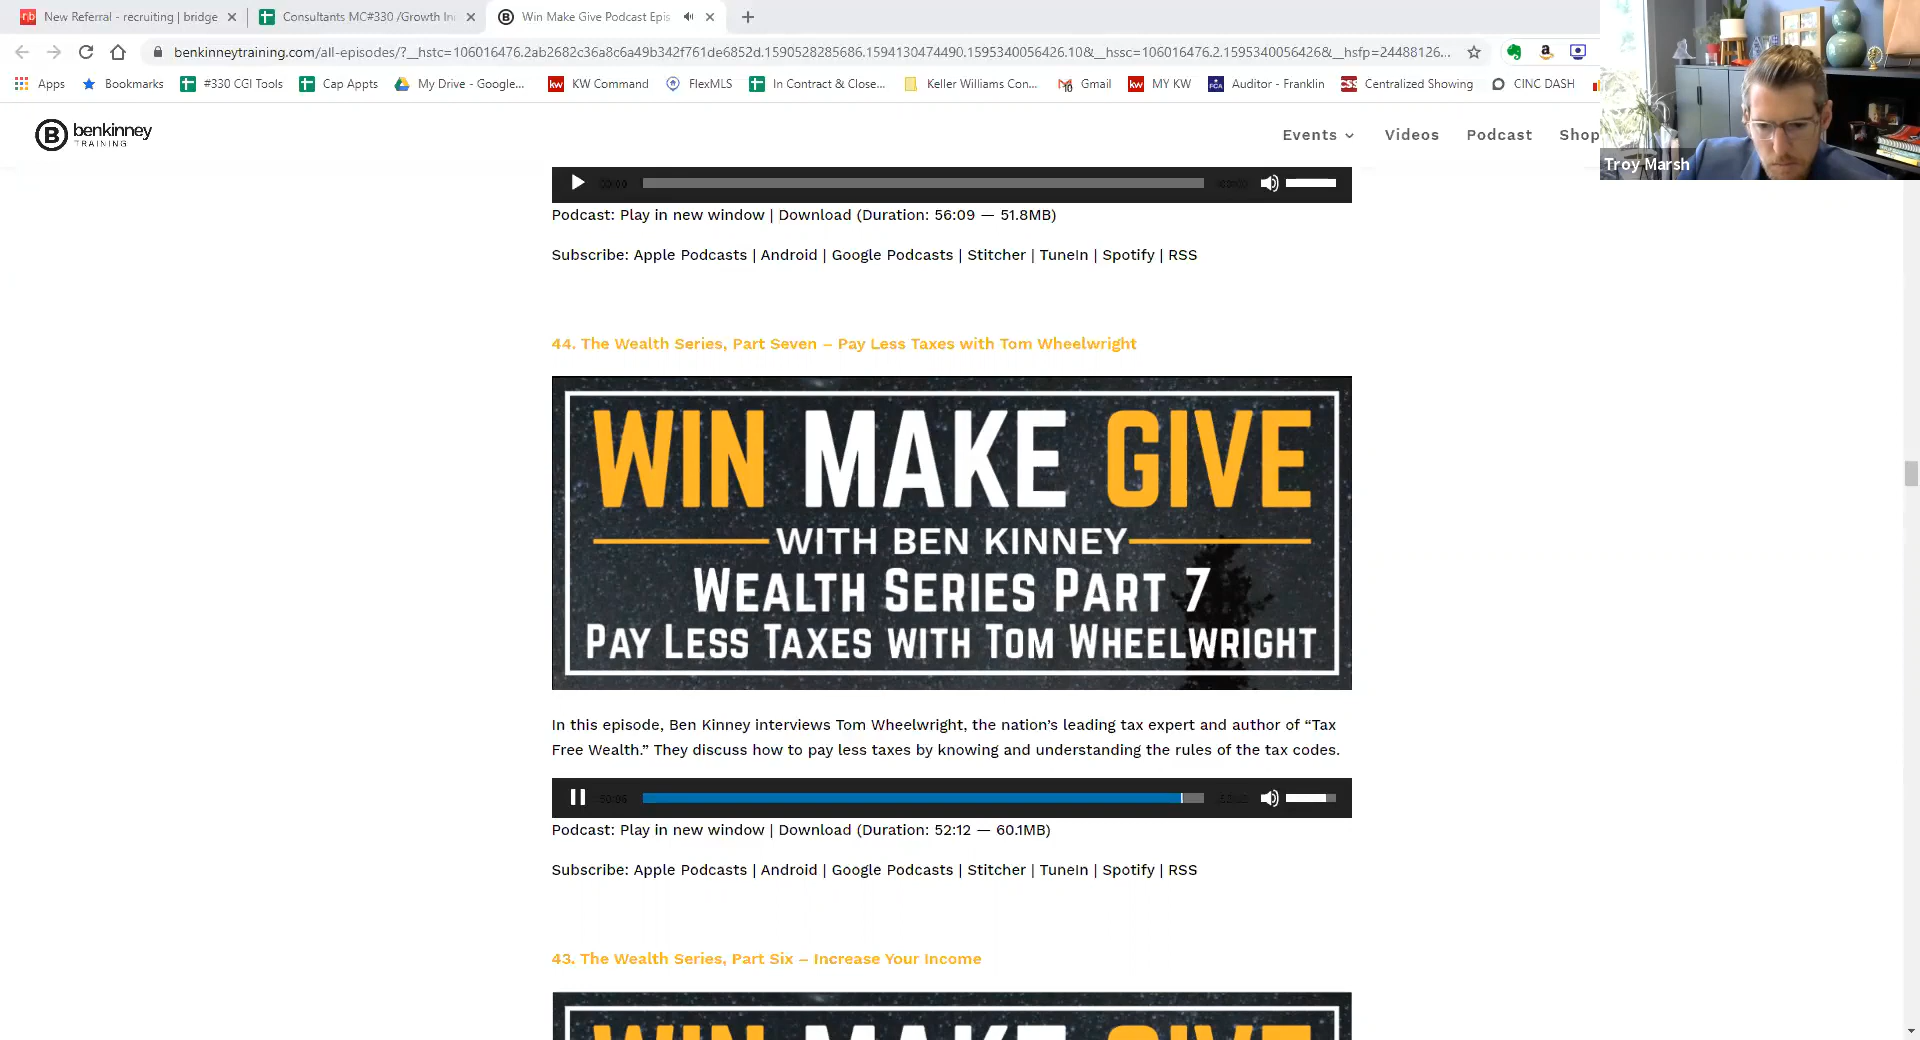 New Referral - recruiting | bridge
Consultants MC#330 /Growth Ini
Win Make Give Podcast Epis
benkinneytraining.com/all-episodes/?__hstc=106016476.2ab2682c36a8c6a49b342f761de6852d.1590528285686.1594130474490.1595340056426.10&__hssc=106016476.2.1595340056426&__hsfp=24488126...
Apps Bookmarks #330 CGI Tools Cap Appts My Drive - Google... KW Command FlexMLS In Contract & Close... Keller Williams Con... Gmail MY KW Auditor - Franklin Centralized Showing CINC DASH
benkinney
TRAINING
Events Videos Podcast Shop
Troy Marsh
00:00
Podcast: Play in new window | Download (Duration: 56:09 — 51.8MB)
Subscribe: Apple Podcasts | Android | Google Podcasts | Stitcher | TuneIn | Spotify | RSS
44. The Wealth Series, Part Seven – Pay Less Taxes with Tom Wheelwright
WIN MAKE GIVE
WITH BEN KINNEY
WEALTH SERIES PART 7
PAY LESS TAXES WITH TOM WHEELWRIGHT
In this episode, Ben Kinney interviews Tom Wheelwright, the nation’s leading tax expert and author of “Tax
Free Wealth.” They discuss how to pay less taxes by knowing and understanding the rules of the tax codes.
50:06
Podcast: Play in new window | Download (Duration: 52:12 — 60.1MB)
Subscribe: Apple Podcasts | Android | Google Podcasts | Stitcher | TuneIn | Spotify | RSS
43. The Wealth Series, Part Six – Increase Your Income
WIN MAKE GIVE